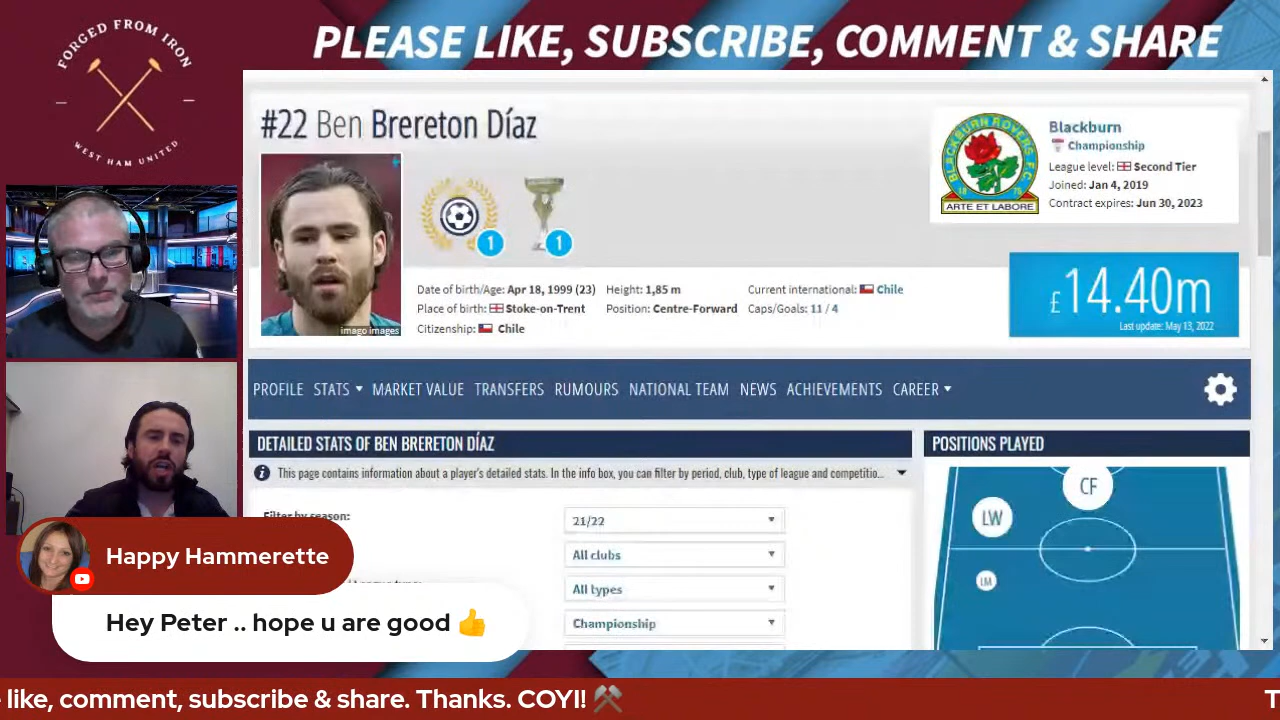 FORGED FROM IRON
WEST HAM UNITED
PLEASE LIKE, SUBSCRIBE, COMMENT & SHARE
#22 Ben Brereton Díaz
imago images
1
1
Date of birth/Age: Apr 18, 1999 (23)
Place of birth: Stoke-on-Trent
Citizenship: Chile
Height: 1,85 m
Position: Centre-Forward
Current international: Chile
Caps/Goals: 11 / 4
BLACKBURN ROVERS F.C.
18 75
ARTE ET LABORE
Blackburn
Championship
League level: Second Tier
Joined: Jan 4, 2019
Contract expires: Jun 30, 2023
£14.40m
Last update: May 13, 2022
PROFILE STATS MARKET VALUE TRANSFERS RUMOURS NATIONAL TEAM NEWS ACHIEVEMENTS CAREER
DETAILED STATS OF BEN BRERETON DÍAZ
i This page contains information about a player's detailed stats. In the info box, you can filter by period, club, type of league and competitio...
Filter by season:
21/22
All clubs
All types
Championship
POSITIONS PLAYED
CF
LW
LM
Happy Hammerette
Hey Peter .. hope u are good 👍
like, comment, subscribe & share. Thanks. COYI! ⚒
T